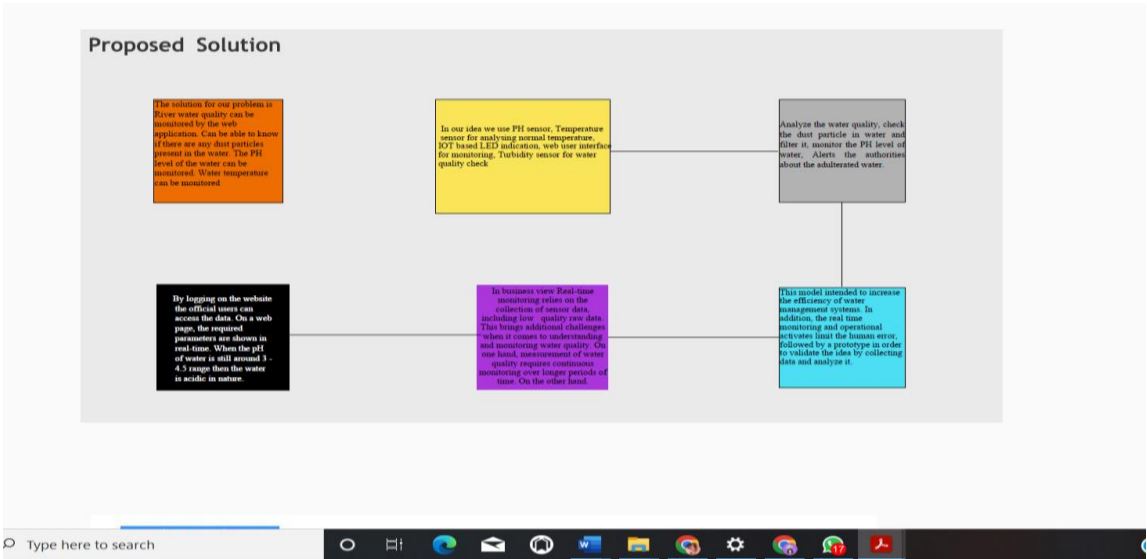 Proposed Solution
The solution for our problem is
River water quality can be
monitored by the web
application. Can be able to know
if there are any dust particles
present in the water. The PH
level of the water can be
monitored. Water temperature
can be monitored
In our idea we use PH sensor, Temperature
sensor for analysing normal temperature,
IOT based LED indication, web user interface
for monitoring, Turbidity sensor for water
quality check
Analyze the water quality, check
the dust particle in water and
filter it, monitor the PH level of
water, Alerts the authorities
about the adulterated water.
By logging on the website
the official users can
access the data. On a web
page, the required
parameters are shown in
real-time. When the pH
of water is still around 3 -
4.5 range then the water
is acidic in nature.
In business view Real-time
monitoring relies on the
collection of sensor data,
including low quality raw data.
This brings additional challenges
when it comes to understanding
and monitoring water quality. On
one hand, measurement of water
quality requires continuous
monitoring over longer periods of
time. On the other hand.
This model intended to increase
the efficiency of water
management systems. In
addition, the real time
monitoring and operational
activates limit the human error,
followed by a prototype in order
to validate the idea by collecting
data and analyze it.
Type here to search
W
17